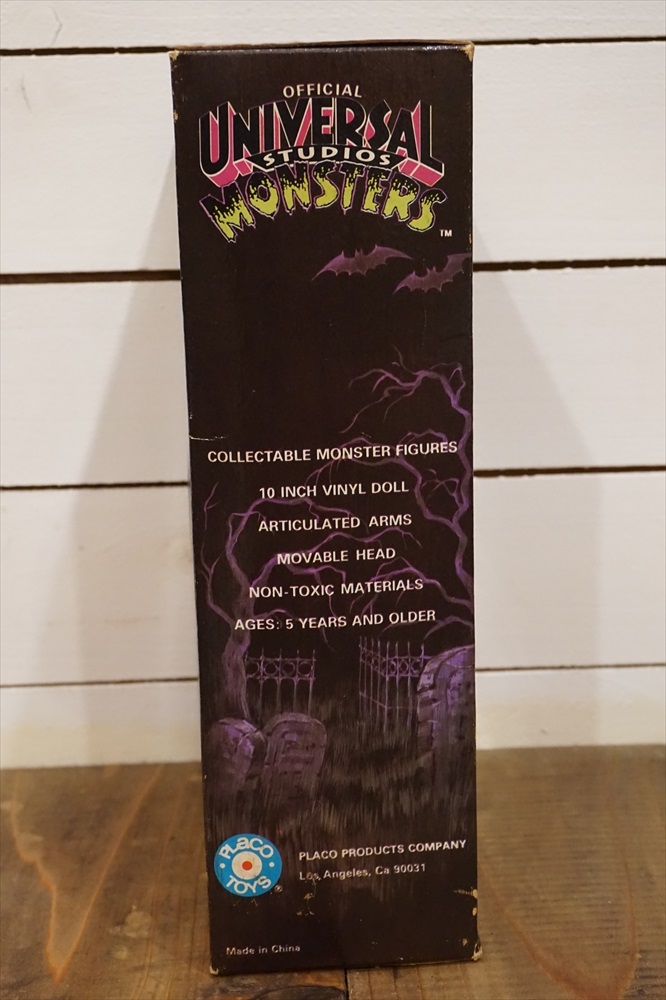 OFFICIAL
UNIVERSAL
STUDIOS
MONSTERS
TM
COLLECTABLE MONSTER FIGURES
10 INCH VINYL DOLL
ARTICULATED ARMS
MOVABLE HEAD
NON-TOXIC MATERIALS
AGES: 5 YEARS AND OLDER
PLACO
TOYS
®
PLACO PRODUCTS COMPANY
Los Angeles, Ca 90031
Made in China